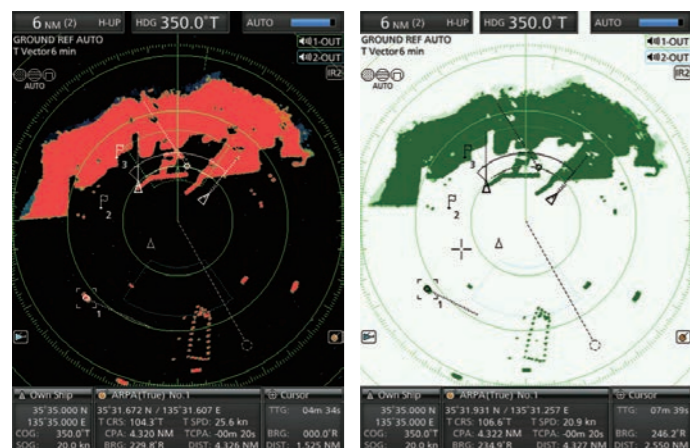 6 NM (2) H-UP HDG 350.0°T AUTO
GROUND REF AUTO
T Vector 6 min
1-OUT
2-OUT
IR2
AUTO
3
2
1
Own Ship ARPA(True) No.1 Cursor
35°35.000 N 35°31.672 N / 135°31.607 E TTG: 04m 34s
135°00.000 E T CRS: 104.3°T T SPD: 25.6 kn
COG: 350.0°T CPA: 4.320 NM TCPA: -00m 20s BRG: 000.0°R
SOG: 20.0 kn BRG: 229.8°R DIST: 4.326 NM DIST: 1.525 NM
6 NM (2) H-UP HDG 350.0°T AUTO
GROUND REF AUTO
T Vector 6 min
1-OUT
2-OUT
IR2
AUTO
3
2
1
Own Ship ARPA(True) No.1 Cursor
35°35.000 N 35°31.931 N / 135°31.257 E TTG: 07m 39s
135°00.000 E T CRS: 106.6°T T SPD: 20.9 kn
COG: 350.0°T CPA: 4.322 NM TCPA: -00m 20s BRG: 246.2°R
SOG: 20.0 kn BRG: 234.9°R DIST: 4.327 NM DIST: 2.550 NM